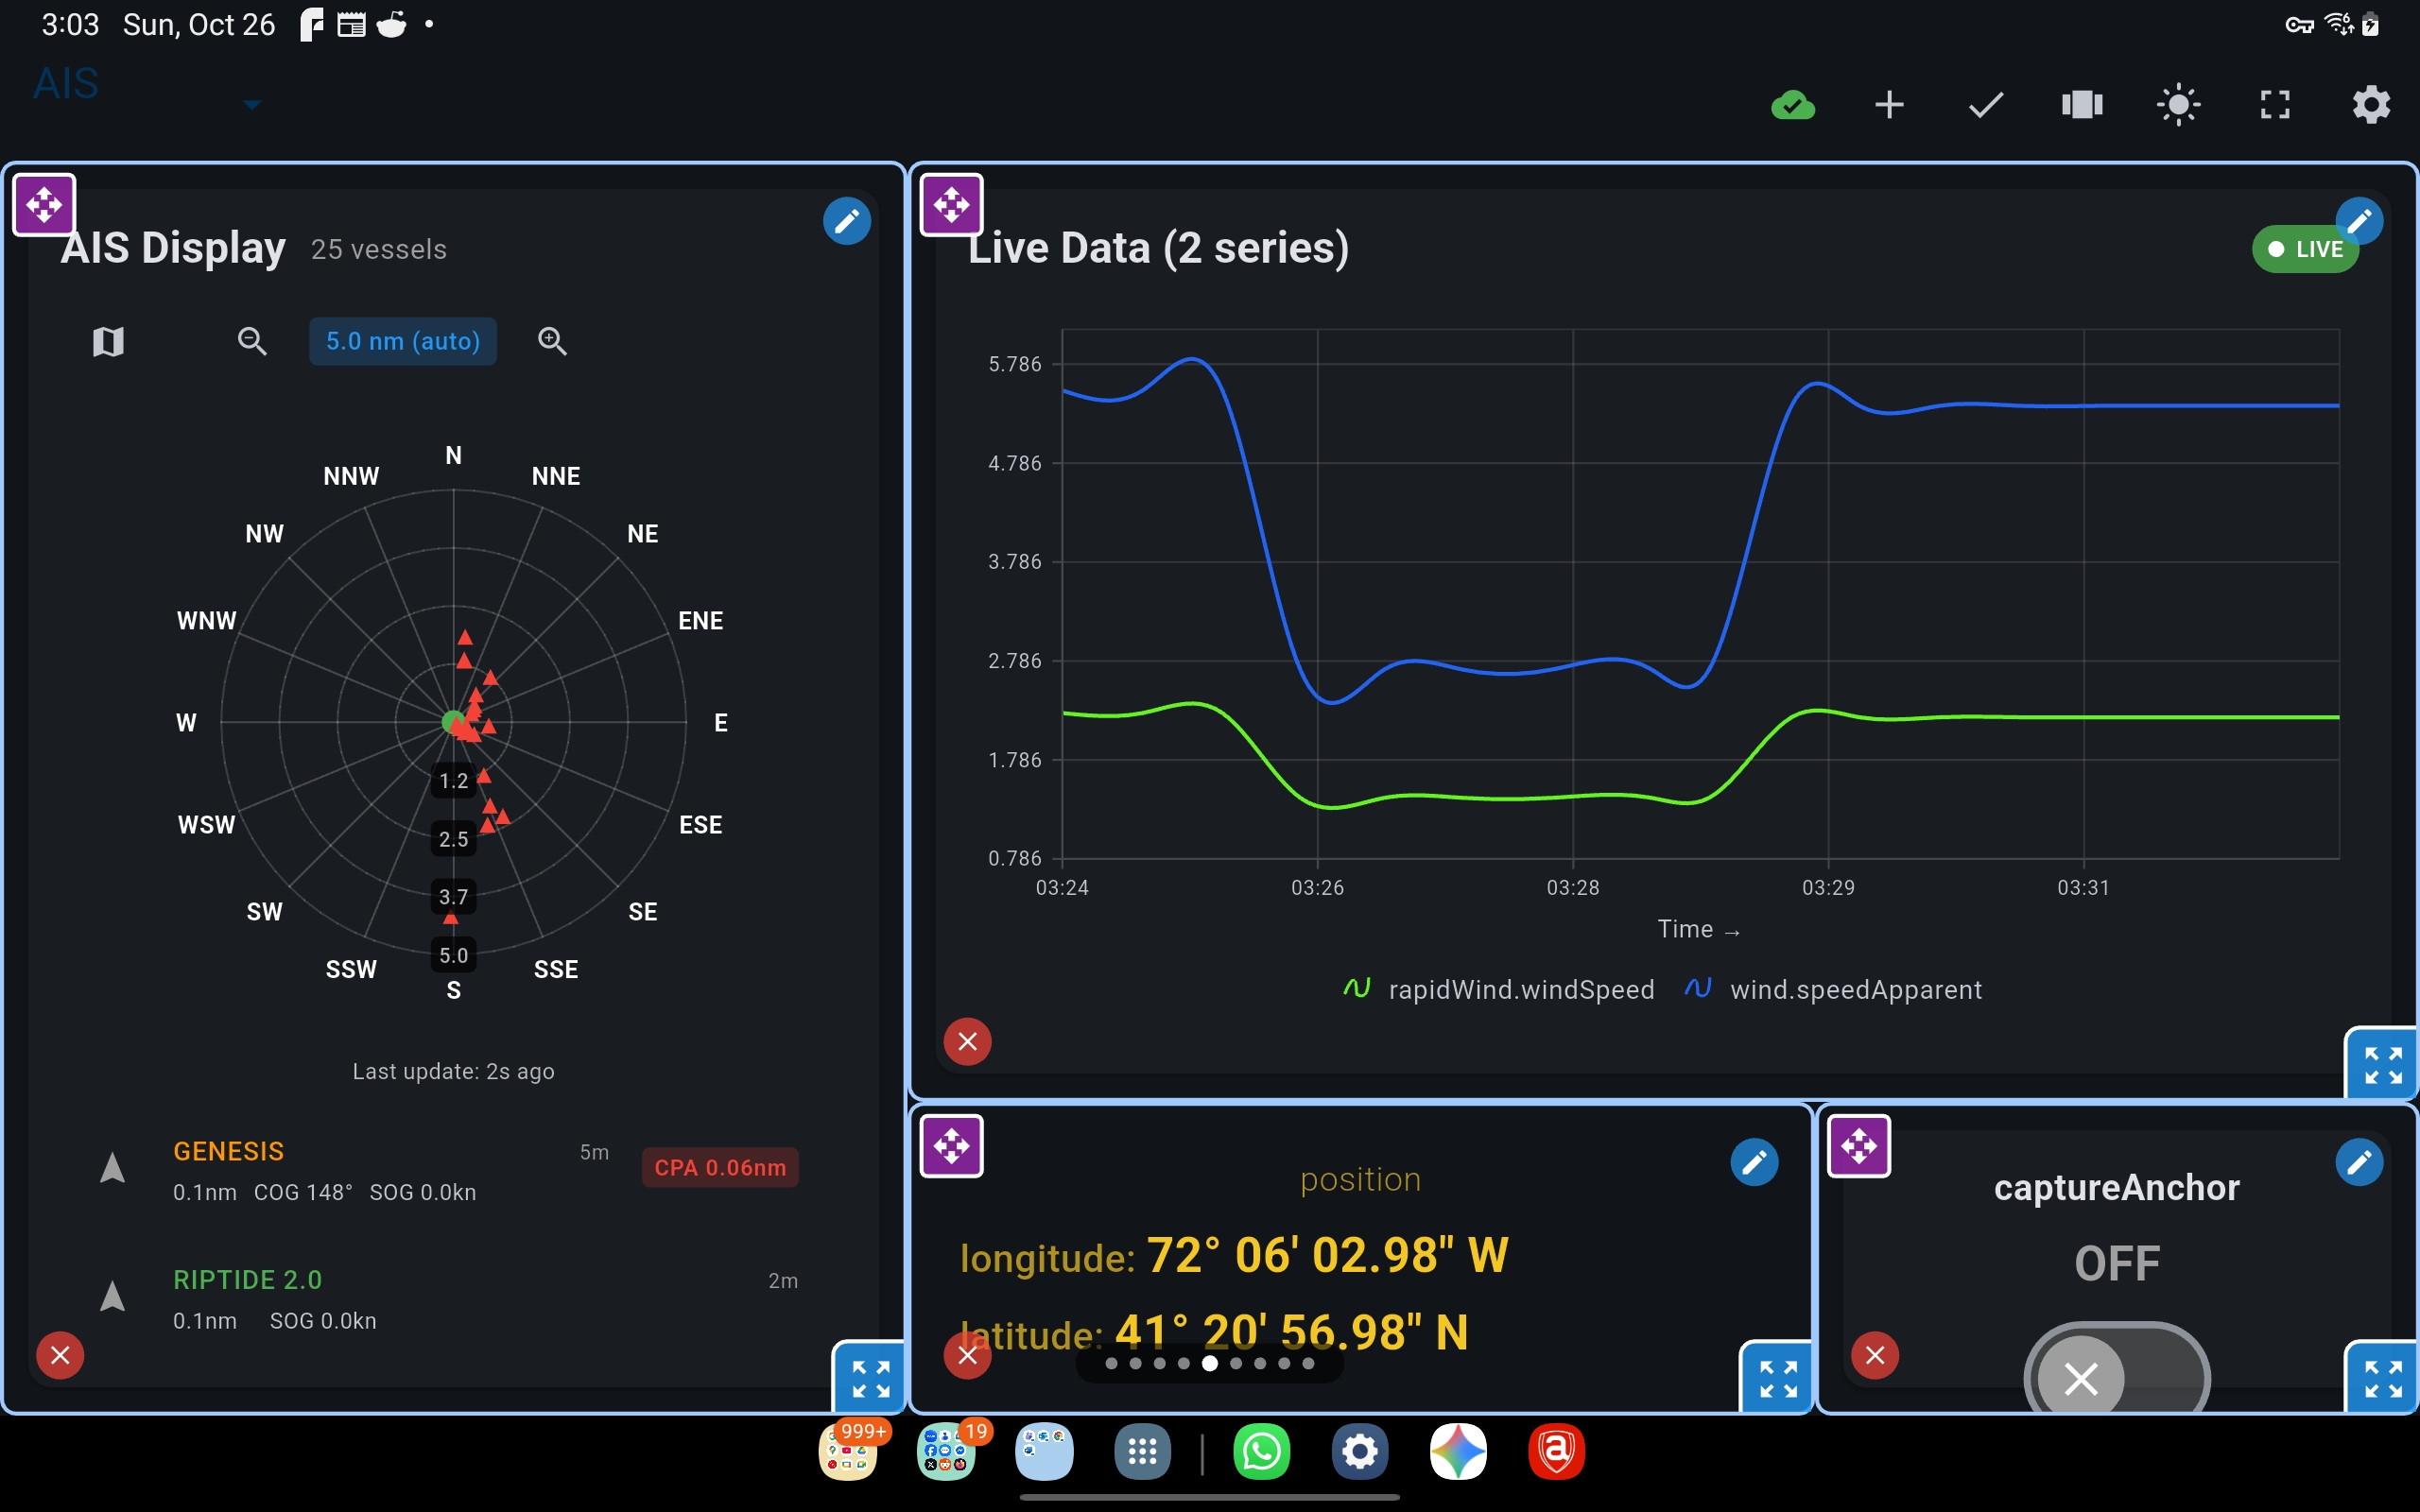 3:03 Sun, Oct 26
AIS
AIS Display 25 vessels
5.0 nm (auto)
N
NNW NNE
NW NE
WNW ENE
W E
1.2
WSW ESE
2.5
3.7
SW SE
5.0
SSW SSE
S
Last update: 2s ago
GENESIS 5m
CPA 0.06nm
0.1nm COG 148° SOG 0.0kn
RIPTIDE 2.0 2m
0.1nm SOG 0.0kn
Live Data (2 series)
LIVE
5.786
4.786
3.786
2.786
1.786
0.786
03:24 03:26 03:28 03:29 03:31
Time →
rapidWind.windSpeed wind.speedApparent
position
longitude: 72° 06' 02.98" W
latitude: 41° 20' 56.98" N
captureAnchor
OFF
999+ 19